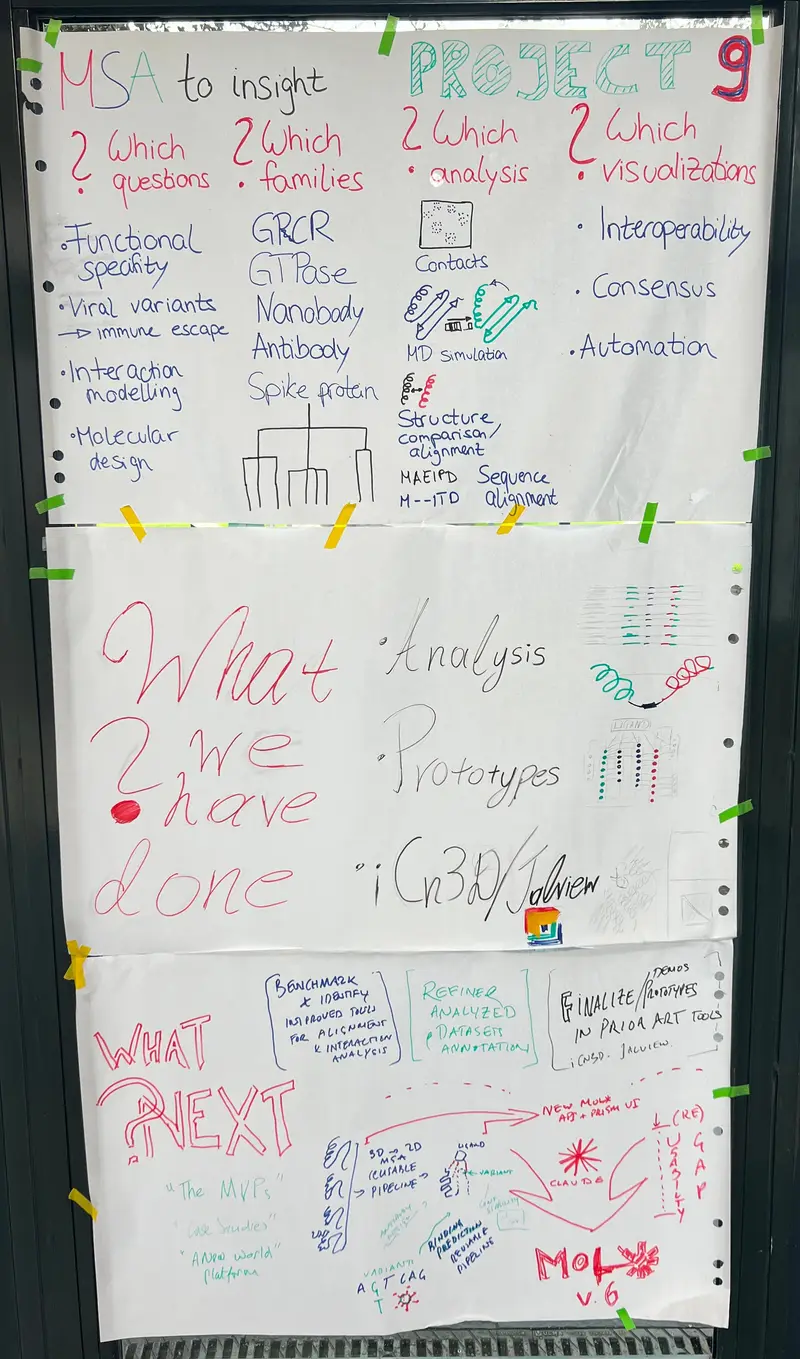 MSA to insight
PROJECT 9
? Which questions
• Functional specifity
• Viral variants
→ immune escape
• Interaction modelling
• Molecular design
? Which families
GPCR
GTPase
Nanobody
Antibody
Spike protein
? Which analysis
Contacts
MD simulation
Structure comparison/
alignment
MAEIPD Sequence
M--ITD alignment
? Which visualizations
• Interoperability
• Consensus
• Automation
What
? we
have
done
• Analysis
• Prototypes
LIGAND
• iCn3D/Jalview
WHAT
? NEXT
"The MVPs"
"Case Studies"
"A New world"
platform
BENCHMARK
& IDENTIFY
IMPROVED TOOLS
FOR ALIGNMENT
& INTERACTION
ANALYSIS
REFINER
ANALYZED
DATASETS
ANNOTATION
FINALIZE/DEMOS
PROTOTYPES
IN PRIOR ART TOOLS
iCN3D. JALVIEW.
3D → 2D
MSA
REUSABLE
PIPELINE →
LIGAND
← VARIANT
BINDING
PREDICTION
REUSABLE
PIPELINE
VARIANTI
AGTCAG
T
NEW MOL*
API + PRISM UI
CLAUDE
(RE)
USABILITY
GAP
MOL*
v.6